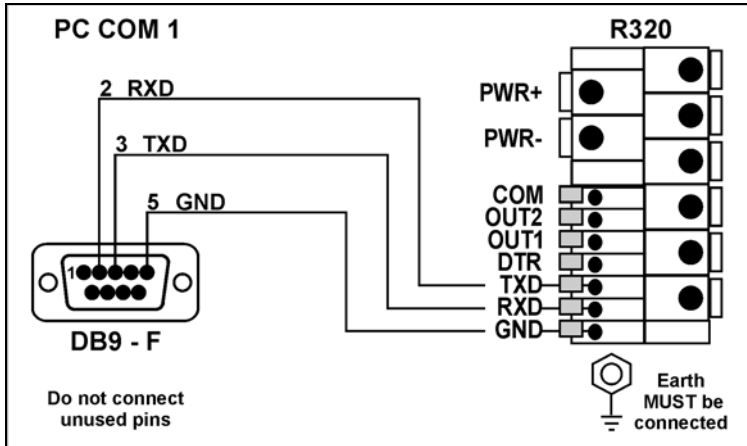 PC COM 1
R320
2 RXD
3 TXD
5 GND
1
DB9 - F
Do not connect
unused pins
PWR+
PWR-
COM
OUT2
OUT1
DTR
TXD
RXD
GND
Earth
MUST be
connected